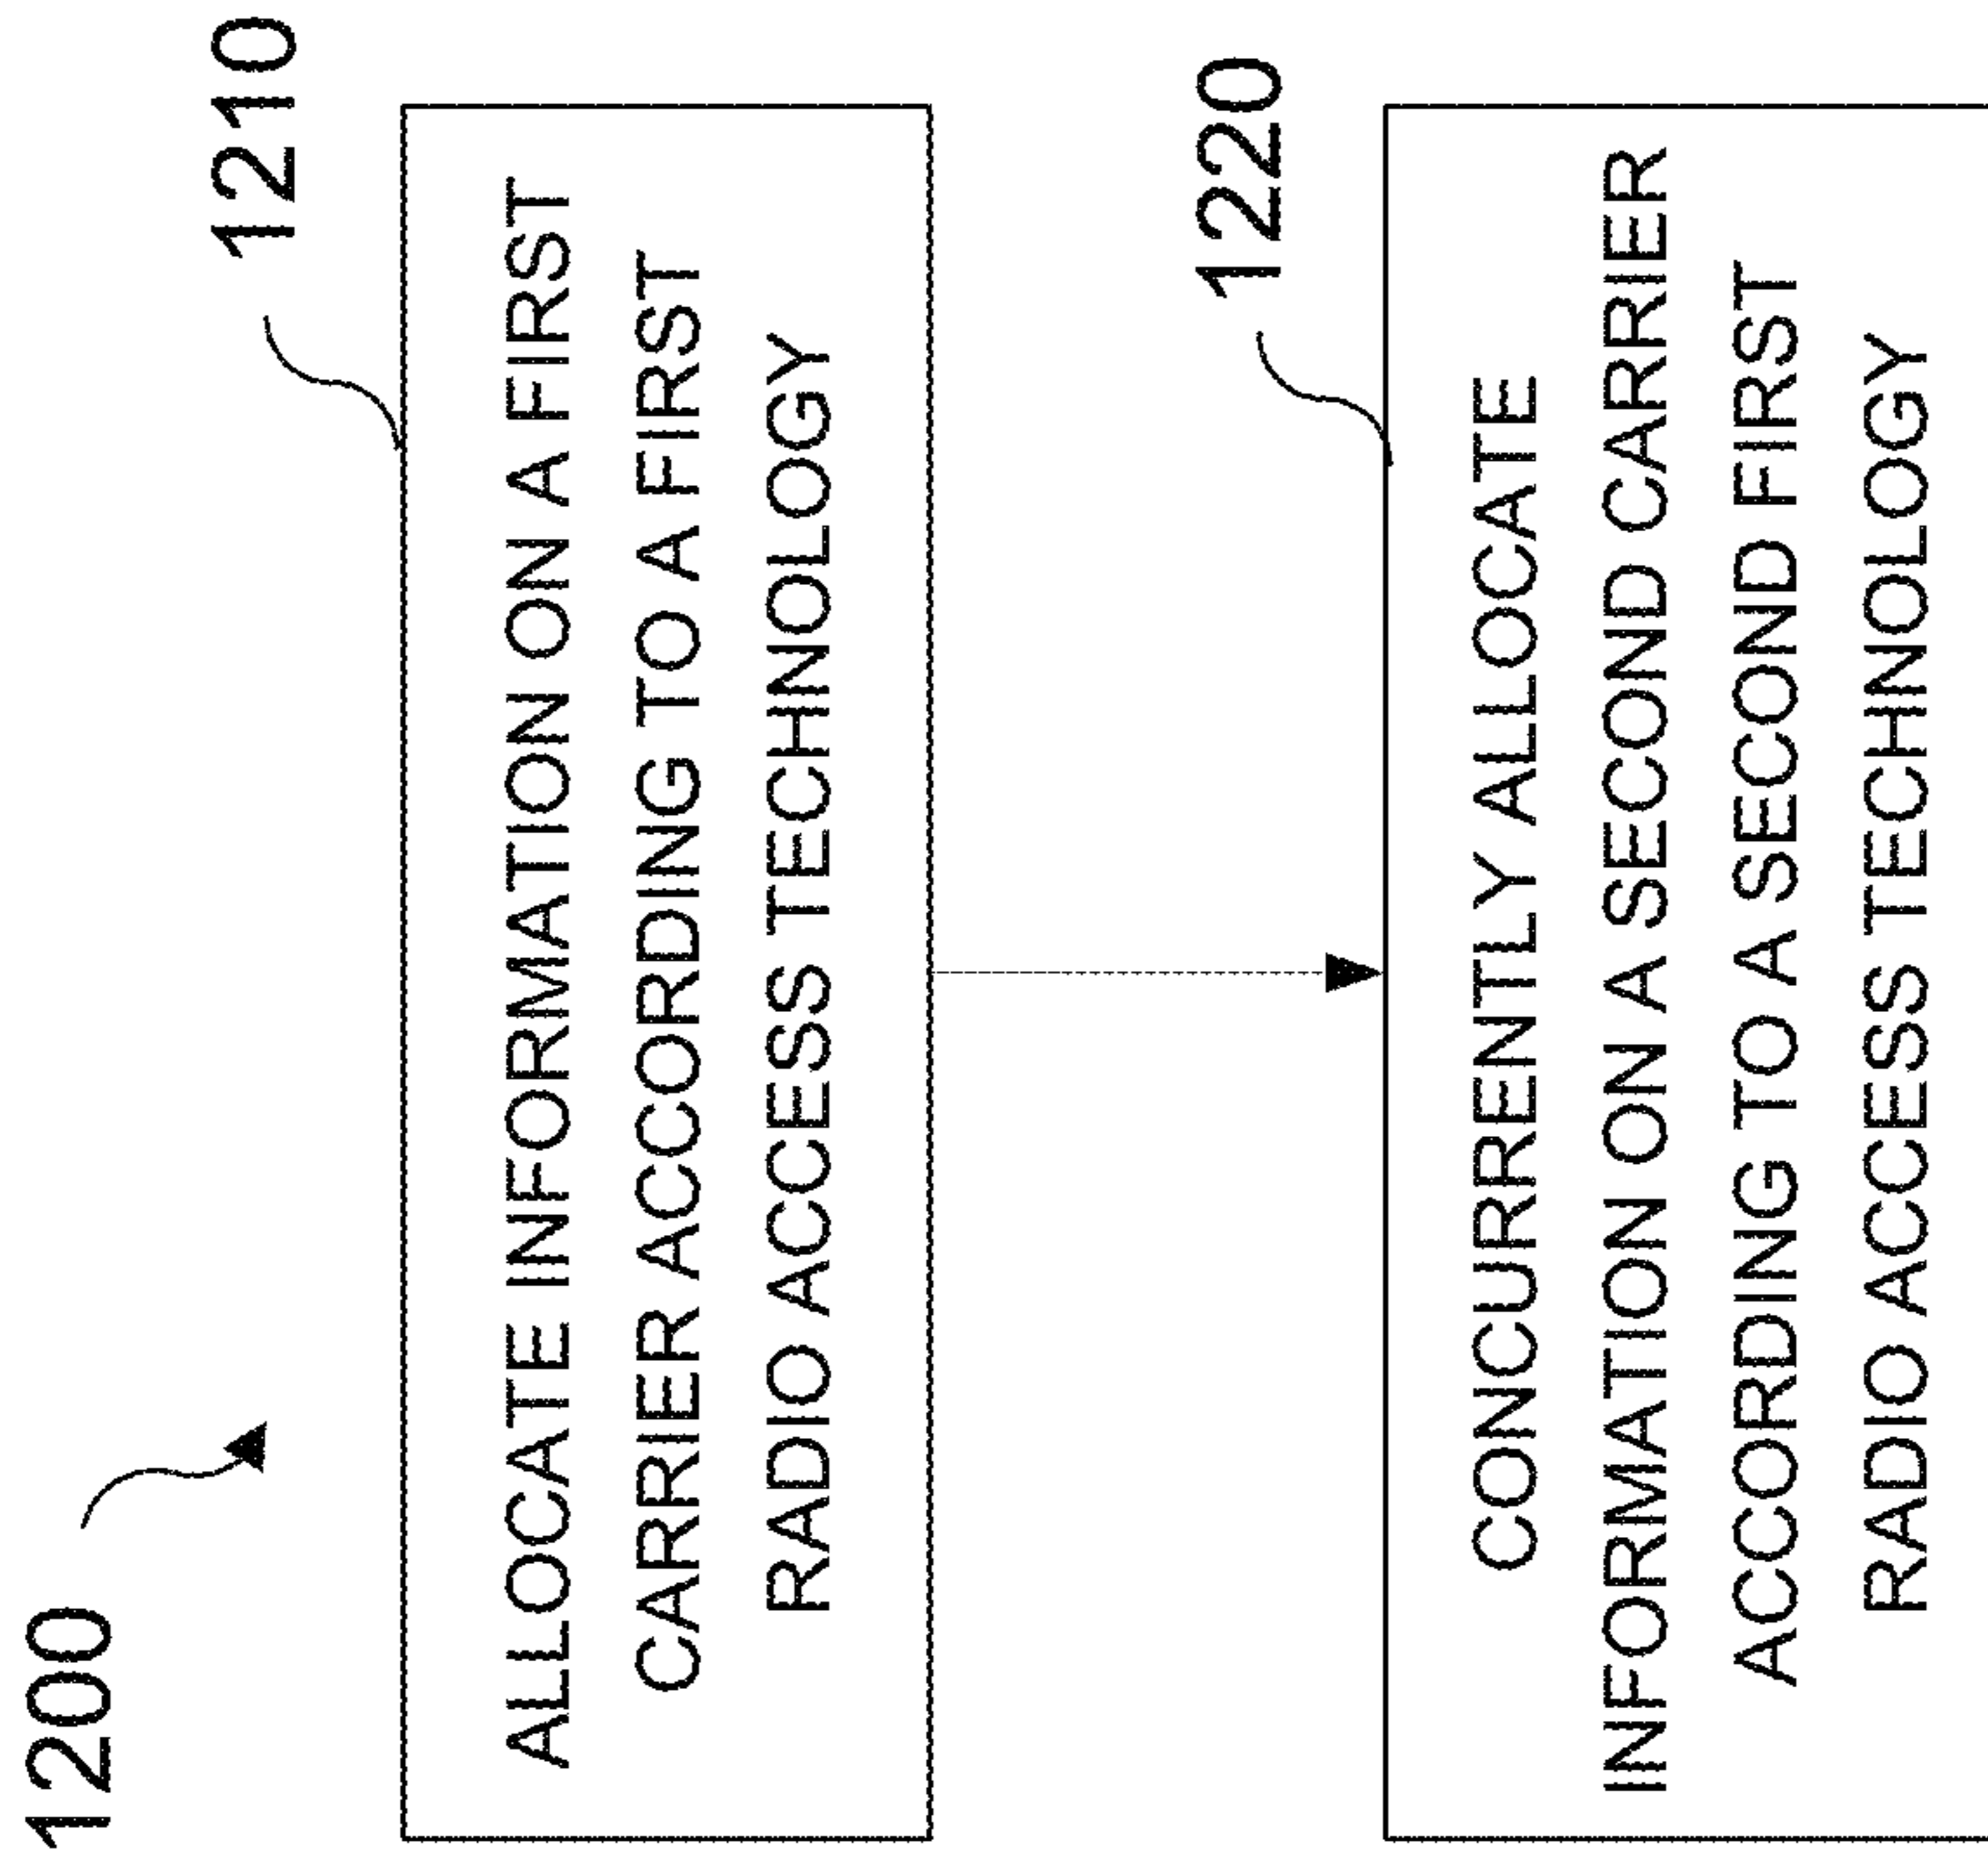 1200
1210
ALLOCATE INFORMATION ON A FIRST
CARRIER ACCORDING TO A FIRST
RADIO ACCESS TECHNOLOGY
1220
CONCURRENTLY ALLOCATE
INFORMATION ON A SECOND CARRIER
ACCORDING TO A SECOND FIRST
RADIO ACCESS TECHNOLOGY